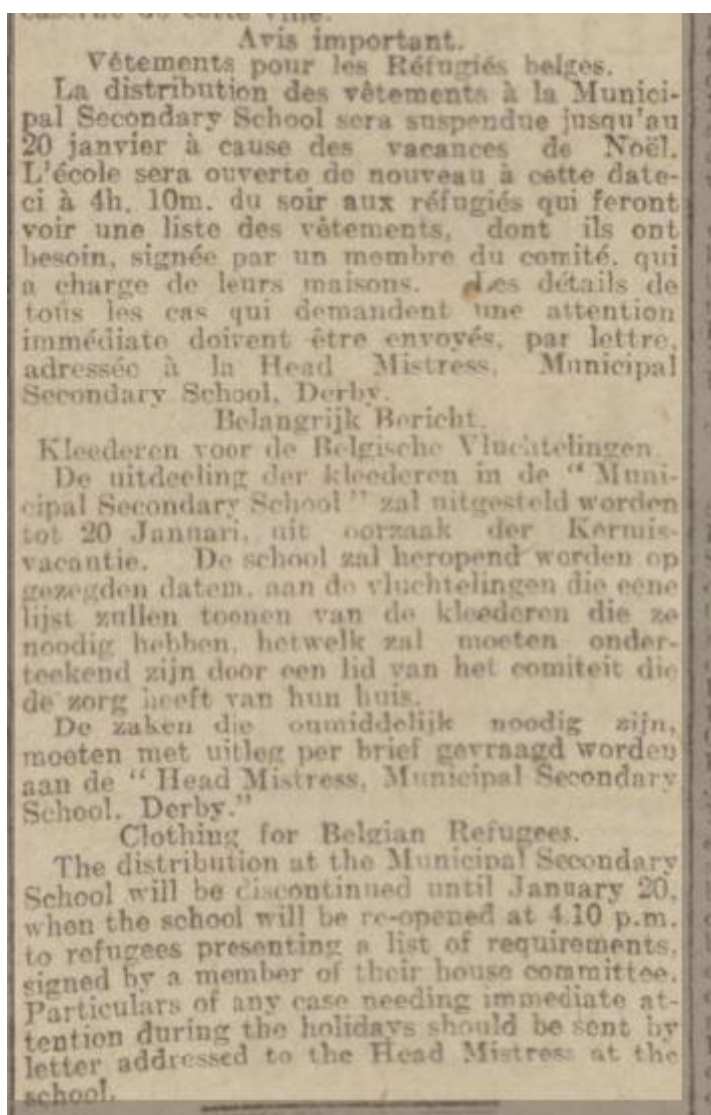 caserne de cette ville.
Avis important.
Vêtements pour les Réfugiés belges.
La distribution des vêtements à la Munici-
pal Secondary School sera suspendue jusqu'au
20 janvier à cause des vacances de Noël.
L'école sera ouverte de nouveau à cette date-
ci à 4h. 10m. du soir aux réfugiés qui feront
voir une liste des vêtements, dont ils ont
besoin, signée par un membre du comité, qui
a charge de leurs maisons. Les détails de
tous les cas qui demandent une attention
immédiate doivent être envoyés, par lettre,
adressée à la Head Mistress, Municipal
Secondary School, Derby.
Belangrijk Bericht.
Kleederen voor de Belgische Vluchtelingen.
De uitdeeling der kleederen in de "Muni-
cipal Secondary School" zal uitgesteld worden
tot 20 Januari, uit oorzaak der Kermis-
vacantie. De school zal heropend worden op
gezegden datem, aan de vluchtelingen die eene
lijst zullen toonen van de kleederen die ze
noodig hebben, hetwelk zal moeten onder-
teekend zijn door een lid van het comiteit die
de zorg heeft van hun huis.
De zaken die onmiddelijk noodig zijn,
moeten met uitleg per brief gevraagd worden
aan de "Head Mistress, Municipal Secondary
School, Derby."
Clothing for Belgian Refugees.
The distribution at the Municipal Secondary
School will be discontinued until January 20,
when the school will be re-opened at 4.10 p.m.
to refugees presenting a list of requirements,
signed by a member of their house committee.
Particulars of any case needing immediate at-
tention during the holidays should be sent by
letter addressed to the Head Mistress at the
school.